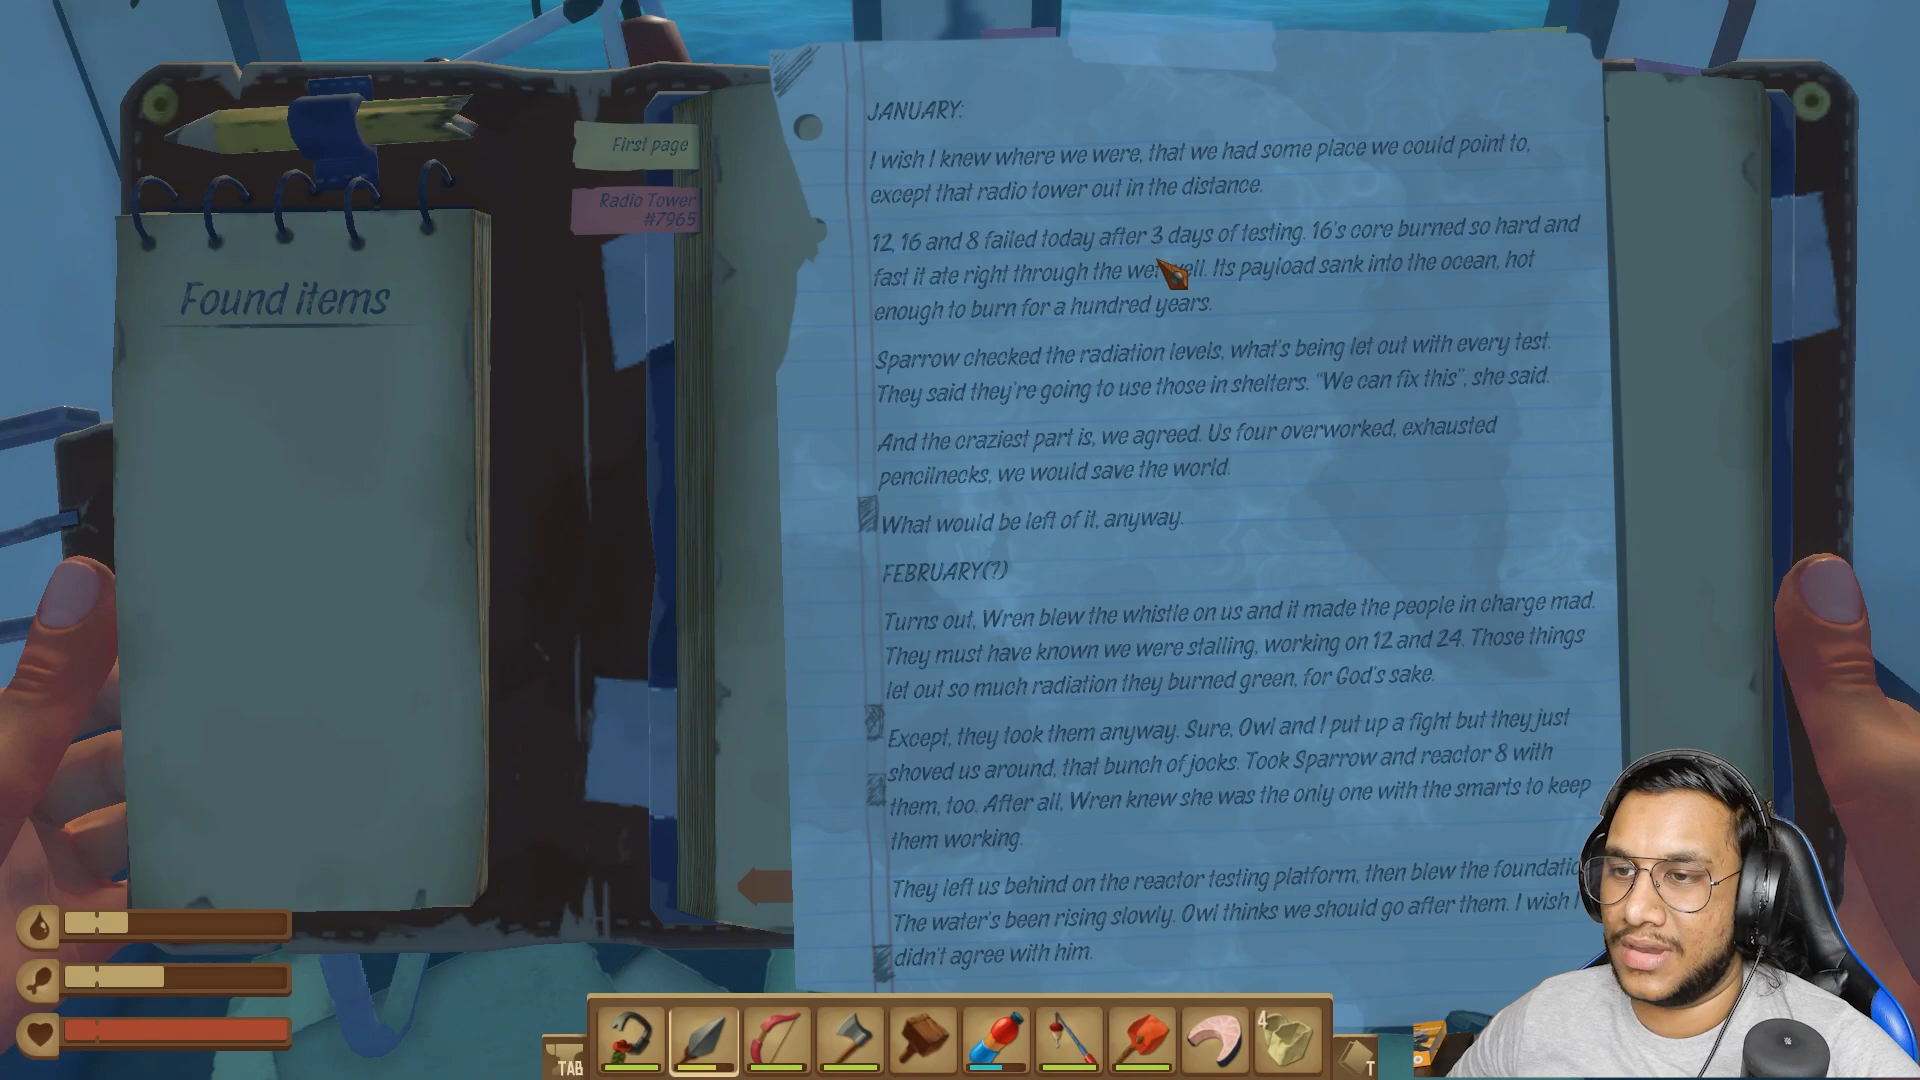 First page
Radio Tower
#7965
Found items
JANUARY:
I wish I knew where we were, that we had some place we could point to,
except that radio tower out in the distance.
12, 16 and 8 failed today after 3 days of testing. 16's core burned so hard and
fast it ate right through the wet well. Its payload sank into the ocean, hot
enough to burn for a hundred years.
Sparrow checked the radiation levels, what's being let out with every test.
They said they're going to use those in shelters. "We can fix this", she said.
And the craziest part is, we agreed. Us four overworked, exhausted
pencilnecks, we would save the world.
What would be left of it, anyway.
FEBRUARY(?)
Turns out, Wren blew the whistle on us and it made the people in charge mad.
They must have known we were stalling, working on 12 and 24. Those things
let out so much radiation they burned green, for God's sake.
Except, they took them anyway. Sure, Owl and I put up a fight but they just
shoved us around, that bunch of jocks. Took Sparrow and reactor 8 with
them, too. After all, Wren knew she was the only one with the smarts to keep
them working.
They left us behind on the reactor testing platform, then blew the
The water's been rising slowly. Owl thinks we should go after them. I wish I
didn't agree with him.
4
TAB
T